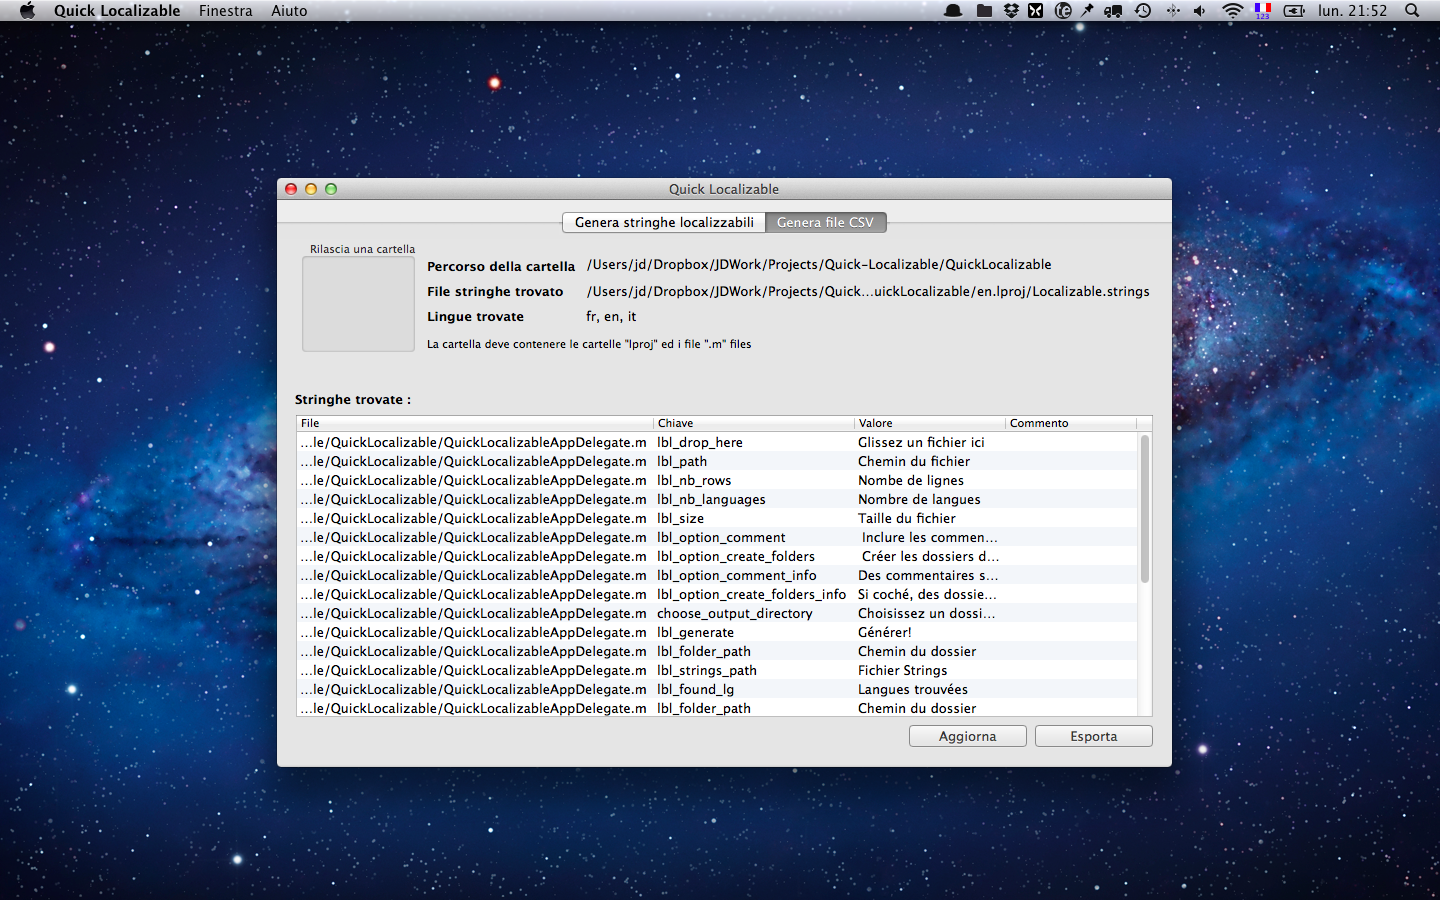 Quick Localizable Finestra Aiuto lun. 21:52
123
Quick Localizable
Genera stringhe localizzabili Genera file CSV
Rilascia una cartella
Percorso della cartella /Users/jd/Dropbox/JDWork/Projects/Quick-Localizable/QuickLocalizable
File stringhe trovato /Users/jd/Dropbox/JDWork/Projects/Quick...uickLocalizable/en.lproj/Localizable.strings
Lingue trovate fr, en, it
La cartella deve contenere le cartelle "lproj" ed i file ".m" files
Stringhe trovate :
File Chiave Valore Commento
...le/QuickLocalizable/QuickLocalizableAppDelegate.m lbl_drop_here Glissez un fichier ici
...le/QuickLocalizable/QuickLocalizableAppDelegate.m lbl_path Chemin du fichier
...le/QuickLocalizable/QuickLocalizableAppDelegate.m lbl_nb_rows Nombe de lignes
...le/QuickLocalizable/QuickLocalizableAppDelegate.m lbl_nb_languages Nombre de langues
...le/QuickLocalizable/QuickLocalizableAppDelegate.m lbl_size Taille du fichier
...le/QuickLocalizable/QuickLocalizableAppDelegate.m lbl_option_comment Inclure les commen...
...le/QuickLocalizable/QuickLocalizableAppDelegate.m lbl_option_create_folders Créer les dossiers d...
...le/QuickLocalizable/QuickLocalizableAppDelegate.m lbl_option_comment_info Des commentaires s...
...le/QuickLocalizable/QuickLocalizableAppDelegate.m lbl_option_create_folders_info Si coché, des dossie...
...le/QuickLocalizable/QuickLocalizableAppDelegate.m choose_output_directory Choisissez un dossi...
...le/QuickLocalizable/QuickLocalizableAppDelegate.m lbl_generate Générer!
...le/QuickLocalizable/QuickLocalizableAppDelegate.m lbl_folder_path Chemin du dossier
...le/QuickLocalizable/QuickLocalizableAppDelegate.m lbl_strings_path Fichier Strings
...le/QuickLocalizable/QuickLocalizableAppDelegate.m lbl_found_lg Langues trouvées
...le/QuickLocalizable/QuickLocalizableAppDelegate.m lbl_folder_path Chemin du dossier
Aggiorna Esporta